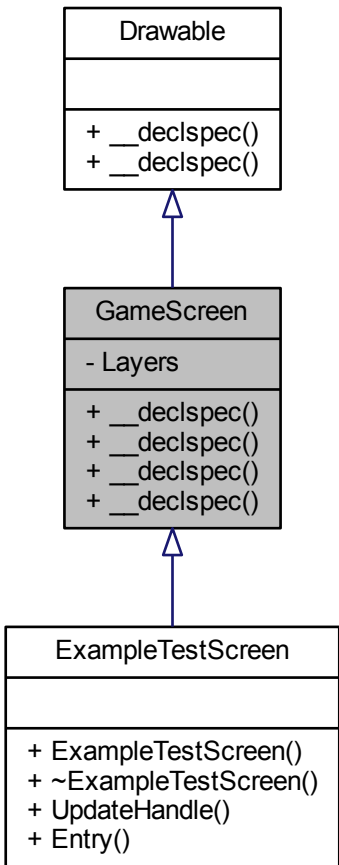 Drawable
+ __declspec()
+ __declspec()
GameScreen
- Layers
+ __declspec()
+ __declspec()
+ __declspec()
+ __declspec()
ExampleTestScreen
+ ExampleTestScreen()
+ ~ExampleTestScreen()
+ UpdateHandle()
+ Entry()